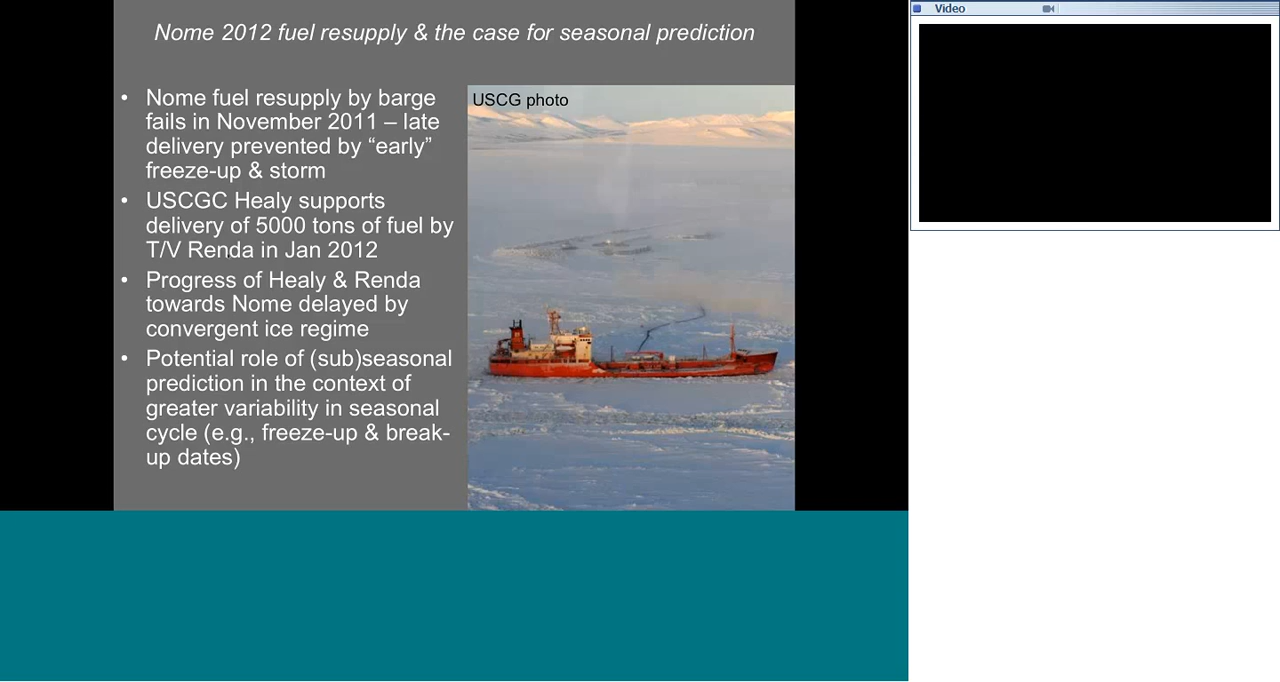 Nome 2012 fuel resupply & the case for seasonal prediction
• Nome fuel resupply by barge
fails in November 2011 – late
delivery prevented by “early”
freeze-up & storm
• USCGC Healy supports
delivery of 5000 tons of fuel by
T/V Renda in Jan 2012
• Progress of Healy & Renda
towards Nome delayed by
convergent ice regime
• Potential role of (sub)seasonal
prediction in the context of
greater variability in seasonal
cycle (e.g., freeze-up & break-
up dates)
USCG photo
Video